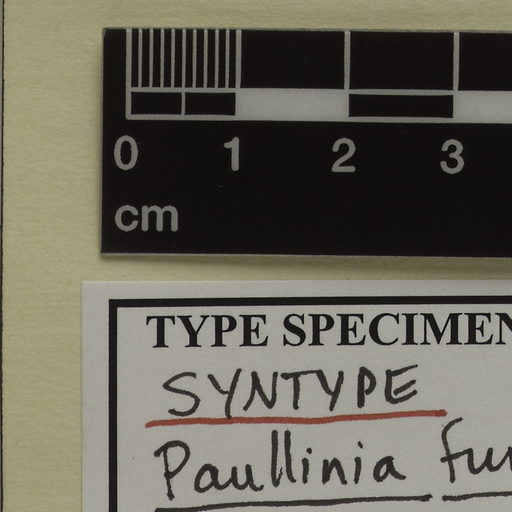 0 1 2 3
cm
TYPE SPECIMEN
SYNTYPE
Paullinia